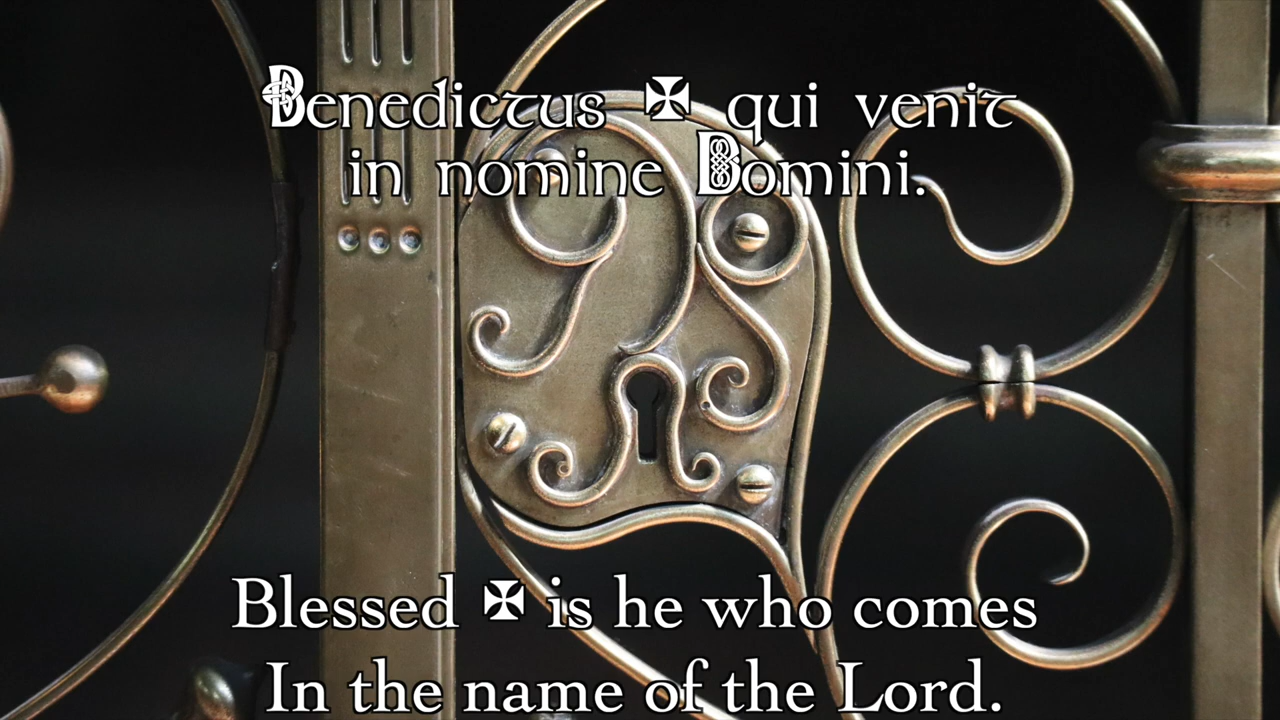 Benedictus ✠ qui venit
in nomine Domini.
Blessed ✠ is he who comes
In the name of the Lord.